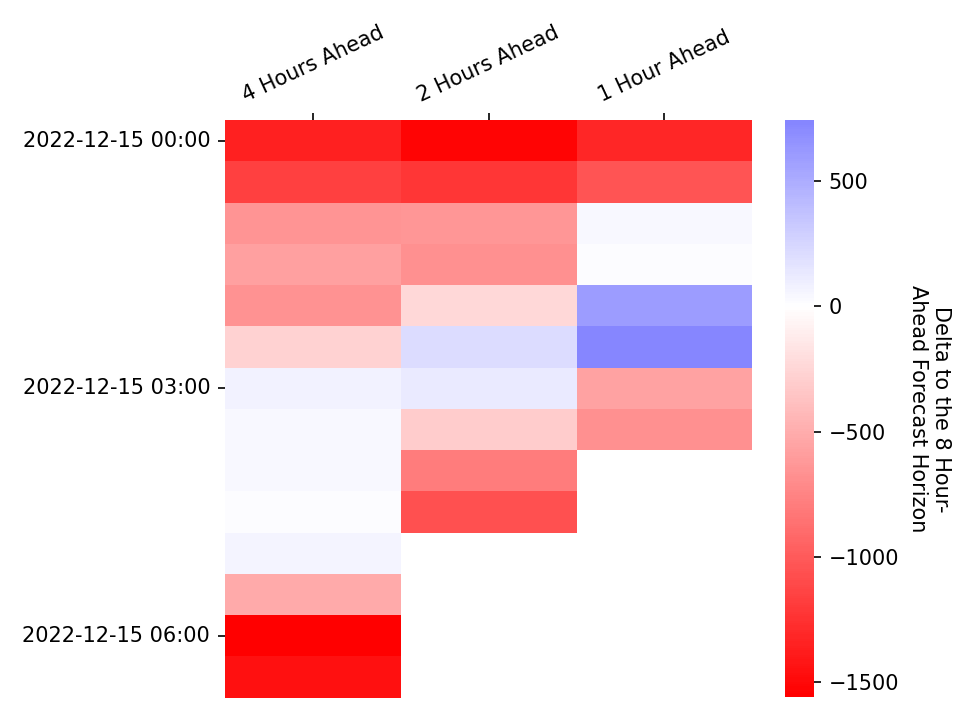 4 Hours Ahead
2 Hours Ahead
1 Hour Ahead
2022-12-15 00:00
2022-12-15 03:00
2022-12-15 06:00
500
0
−500
−1000
−1500
Delta to the 8 Hour-
Ahead Forecast Horizon